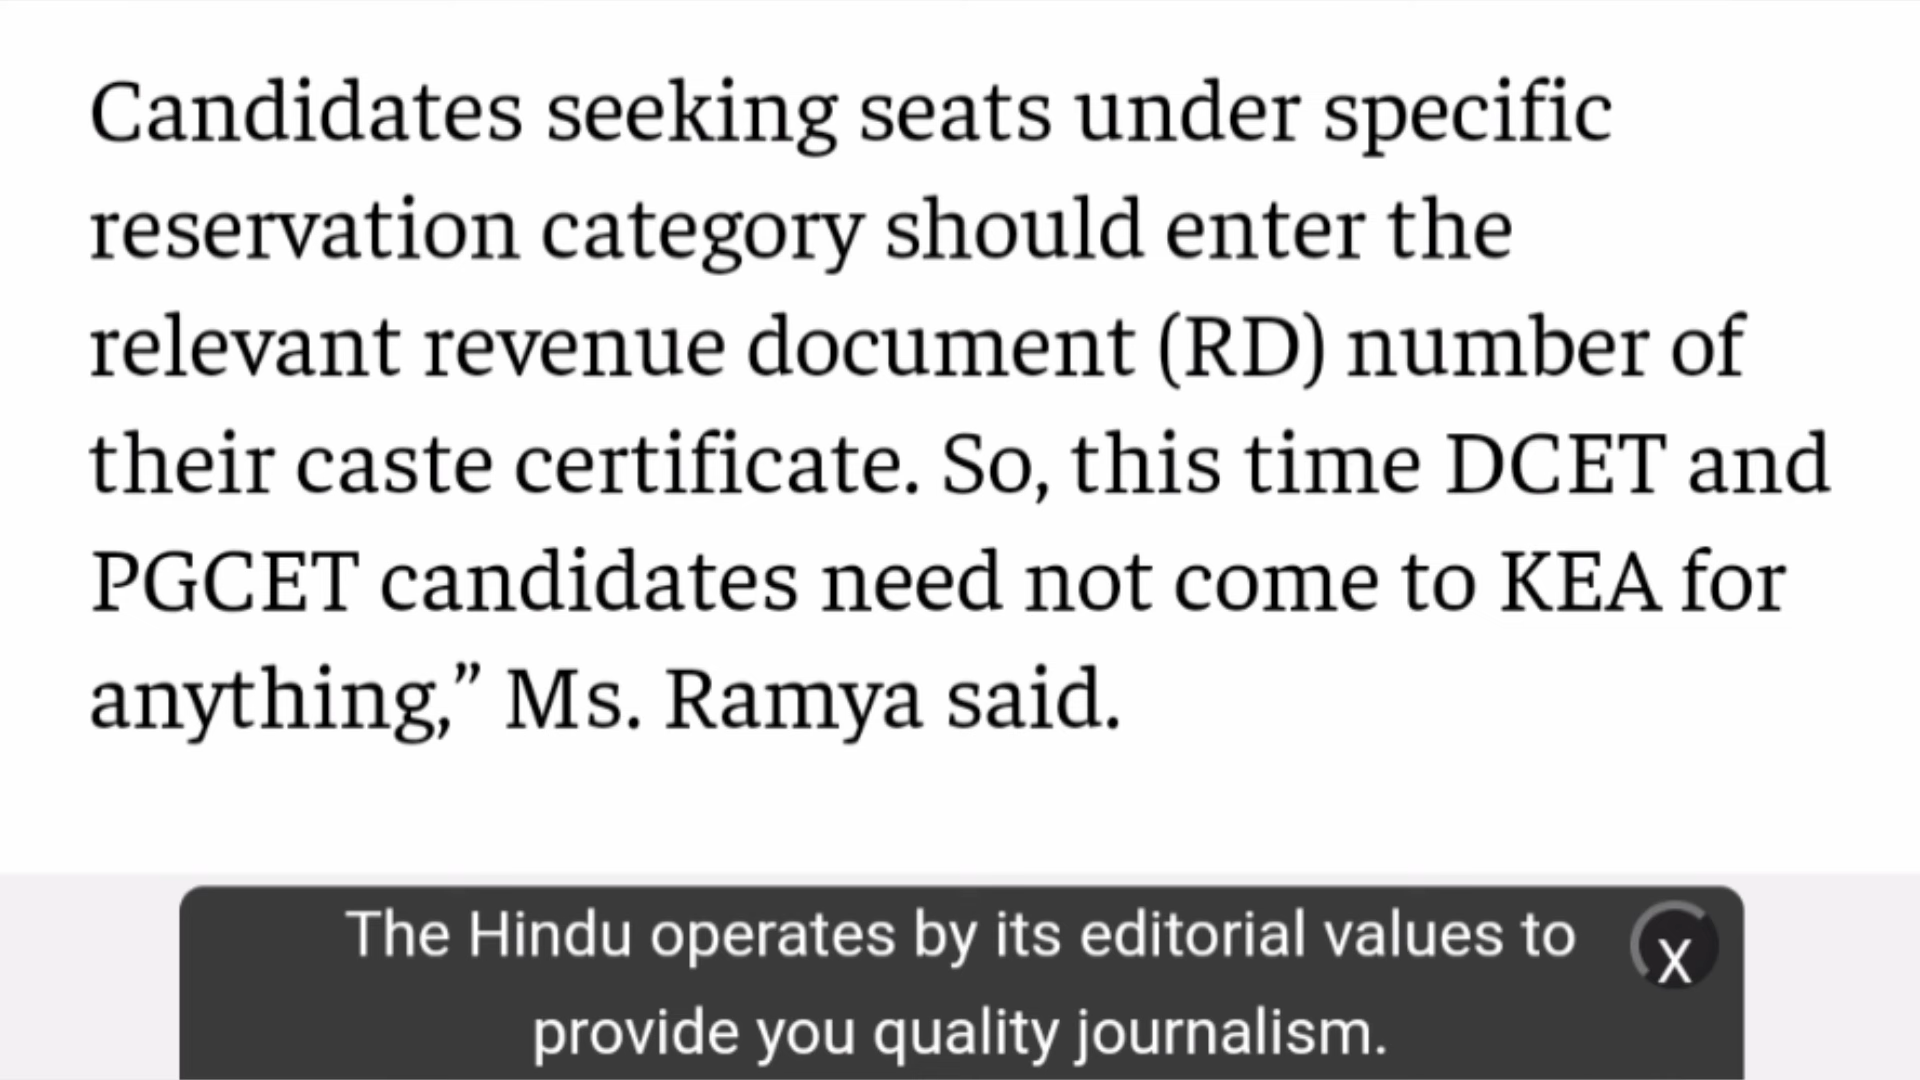 Candidates seeking seats under specific
reservation category should enter the
relevant revenue document (RD) number of
their caste certificate. So, this time DCET and
PGCET candidates need not come to KEA for
anything,” Ms. Ramya said.
The Hindu operates by its editorial values to
provide you quality journalism.
X